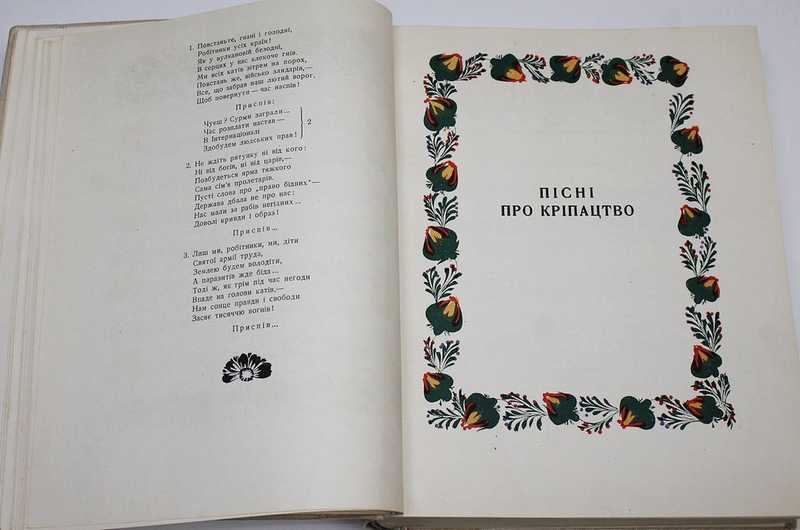 1. Повстаньте, гнані і голодні,
Робітники усіх країн!
Як у вулкановій безодні,
В серцях у нас клекоче гнів.
Ми всіх катів зітрем на порох,
Повстань же, військо злидарів,—
Все, що забрав наш лютий ворог,
Щоб повернути — час наспів!
Приспів:
Чуєш? Сурми заграли...
Час розплати настав—
В Інтернаціоналі
Здобудем людських прав!
2
2. Не ждіть рятунку ні від кого:
Ні від богів, ні від царів,—
Позбудеться ярма тяжкого
Сама сім'я пролетарів.
Пусті слова про „право бідних“—
Держава дбала не про нас:
Нас мали за рабів негідних...
Доволі кривди і образ!
Приспів...
3. Лиш ми, робітники, ми, діти
Святої армії труда,
Землею будем володіти,
А паразитів жде біда...
Тоді ж, як грім під час негоди
Впаде на голови катів,—
Нам сонце правди і свободи
Засяє тисяччю вогнів!
Приспів...
ПІСНІ
ПРО КРІПАЦТВО